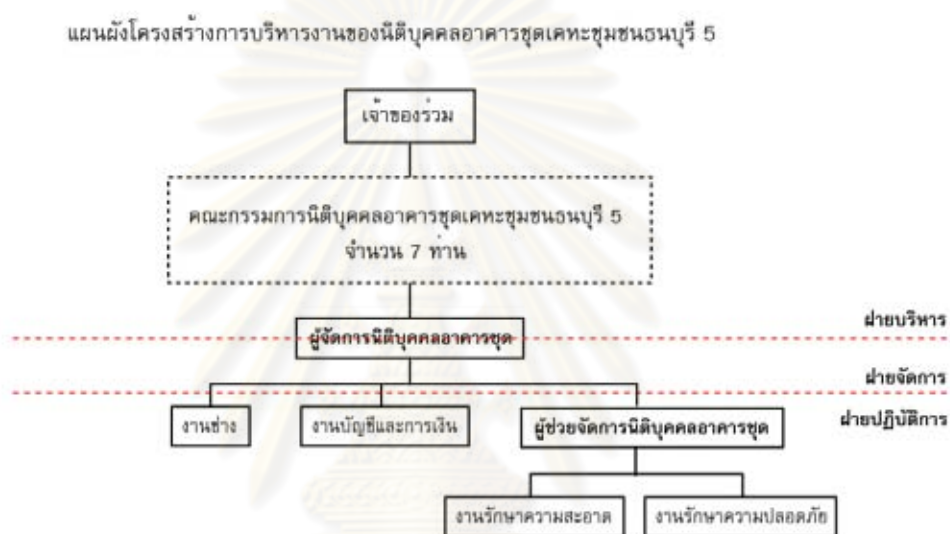 แผนผังโครงสร้างการบริหารงานของนิติบุคคลอาคารชุดเคหะชุมชนธนบุรี 5
เจ้าของร่วม
คณะกรรมการนิติบุคคลอาคารชุดเคหะชุมชนธนบุรี 5
จำนวน 7 ท่าน
ฝ่ายบริหาร
ผู้จัดการนิติบุคคลอาคารชุด
ฝ่ายจัดการ
ฝ่ายปฏิบัติการ
งานช่าง
งานบัญชีและการเงิน
ผู้ช่วยจัดการนิติบุคคลอาคารชุด
งานรักษาความสะอาด
งานรักษาความปลอดภัย